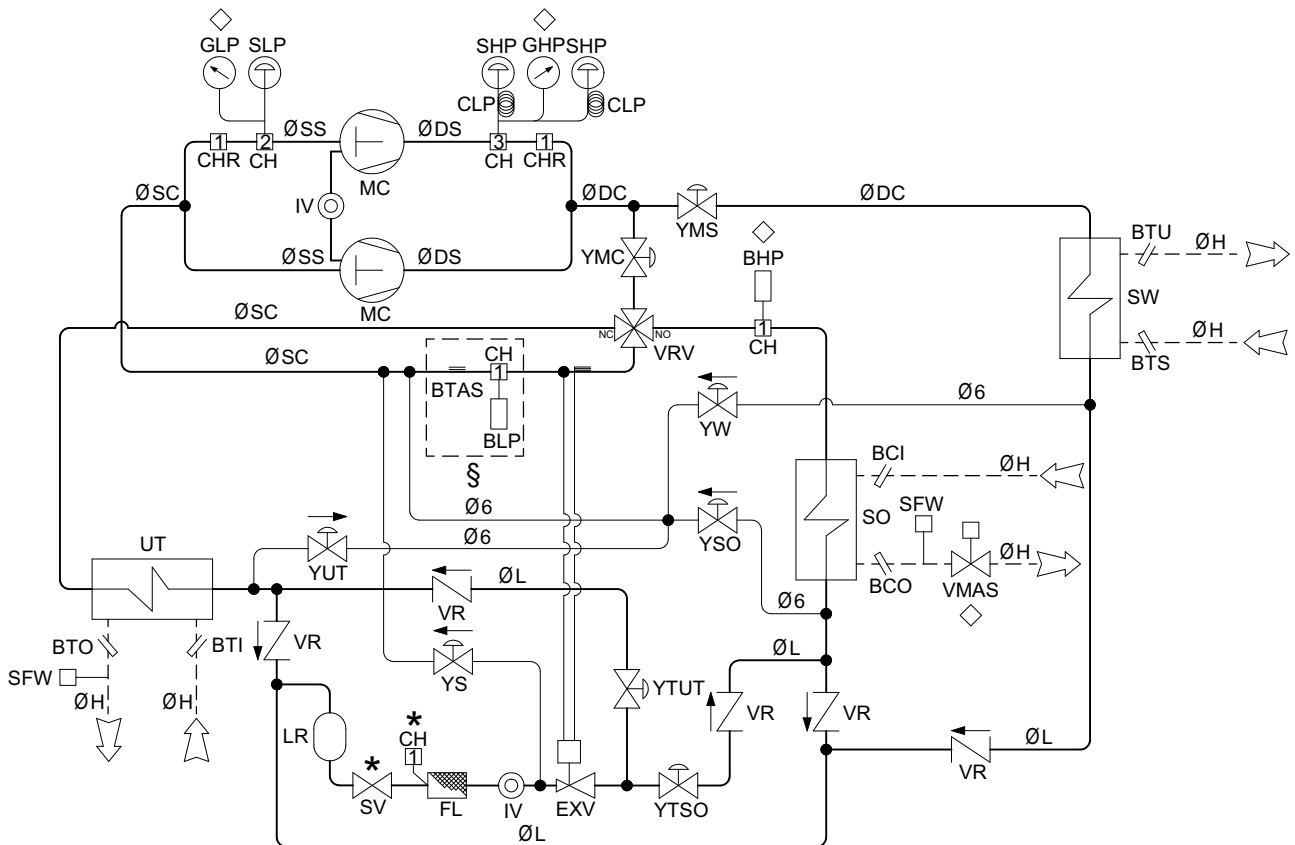 GLP SLP SHP GHP SHP
CLP CLP
ØSS ØDS
1 2 3 1
CHR CH CH CHR
MC
ØSC ØDC ØDC
IV YMS
BTU ØH
YMC BHP
ØSS ØDS
SW
MC
ØSC NC NO 1 ØH
VRV CH
ØSC CH BTS
BTAS 1
Ø6
BLP YW
BCI ØH
§
SFW
SO
Ø6 ØH
Ø6 YSO
UT YUT BCO VMAS
ØL Ø6
VR
BTO BTI VR
ØL
SFW YS YTUT
ØH ØH VR VR
* ØL
LR CH
* 1 VR
SV FL IV EXV YTSO
ØL